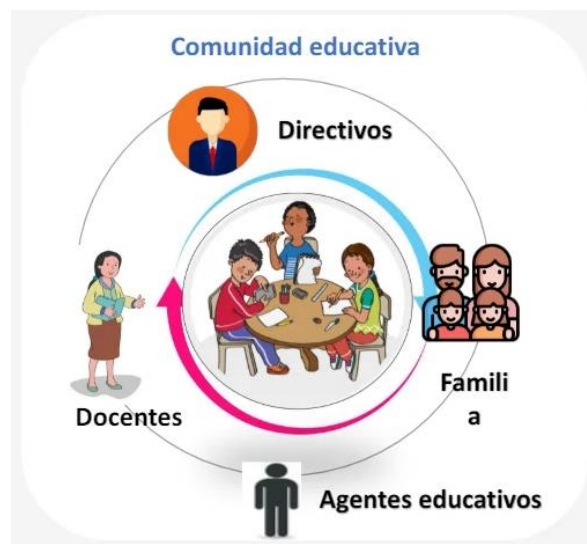 Comunidad educativa
Directivos
Famili
a
Docentes
Agentes educativos